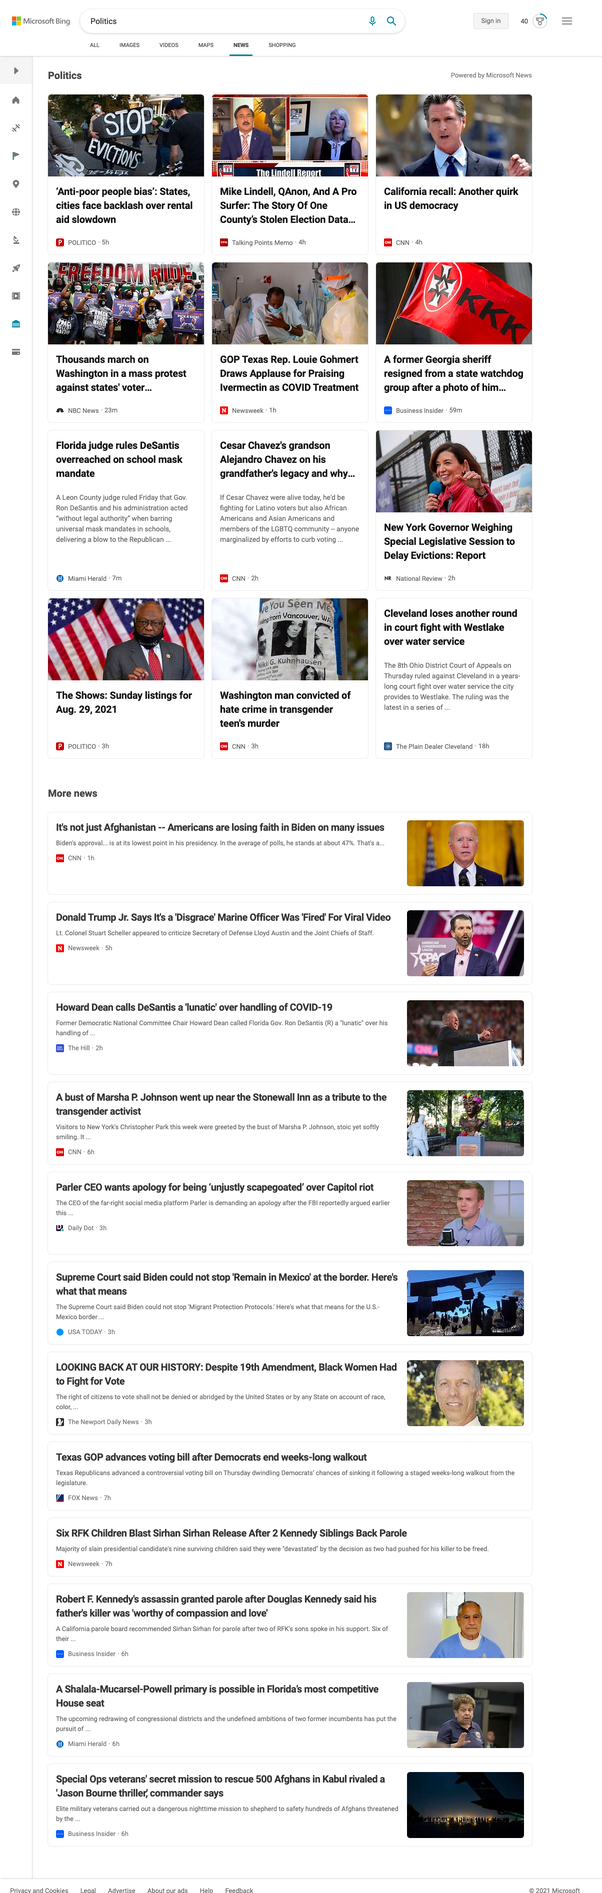 Microsoft Bing
Politics
Sign in
40
ALL IMAGES VIDEOS MAPS NEWS SHOPPING
Politics
Powered by Microsoft News
STOP
EVICTIONS
The Lindell Report
'Anti-poor people bias': States,
cities face backlash over rental
aid slowdown
POLITICO · 5h
Mike Lindell, QAnon, And A Pro
Surfer: The Story Of One
County's Stolen Election Data...
Talking Points Memo · 4h
California recall: Another quirk
in US democracy
CNN · 4h
FREEDOM RIDE
KKK
Thousands march on
Washington in a mass protest
against states' voter...
NBC News · 23m
GOP Texas Rep. Louie Gohmert
Draws Applause for Praising
Ivermectin as COVID Treatment
Newsweek · 1h
A former Georgia sheriff
resigned from a state watchdog
group after a photo of him...
Business Insider · 59m
Florida judge rules DeSantis
overreached on school mask
mandate
A Leon County judge ruled Friday that Gov.
Ron DeSantis and his administration acted
"without legal authority" when barring
universal mask mandates in schools,
delivering a blow to the Republican ...
Miami Herald · 7m
Cesar Chavez's grandson
Alejandro Chavez on his
grandfather's legacy and why...
If Cesar Chavez were alive today, he'd be
fighting for Latino voters but also African
Americans and Asian Americans and
members of the LGBTQ community – anyone
marginalized by efforts to curb voting ...
CNN · 2h
New York Governor Weighing
Special Legislative Session to
Delay Evictions: Report
NR National Review · 2h
The Shows: Sunday listings for
Aug. 29, 2021
POLITICO · 3h
Washington man convicted of
hate crime in transgender
teen's murder
CNN · 3h
Cleveland loses another round
in court fight with Westlake
over water service
The 8th Ohio District Court of Appeals on
Thursday ruled against Cleveland in a years-
long court fight over water service the city
provides to Westlake. The ruling was the
latest in a series of ...
The Plain Dealer Cleveland · 18h
More news
It's not just Afghanistan -- Americans are losing faith in Biden on many issues
Biden's approval... is at its lowest point in his presidency. In the average of polls, he stands at about 47%. That's a...
CNN · 1h
Donald Trump Jr. Says It's a 'Disgrace' Marine Officer Was 'Fired' For Viral Video
Lt. Colonel Stuart Scheller appeared to criticize Secretary of Defense Lloyd Austin and the Joint Chiefs of Staff.
Newsweek · 5h
CPAC
Howard Dean calls DeSantis a 'lunatic' over handling of COVID-19
Former Democratic National Committee Chair Howard Dean called Florida Gov. Ron DeSantis (R) a "lunatic" over his
handling of ...
The Hill · 2h
A bust of Marsha P. Johnson went up near the Stonewall Inn as a tribute to the
transgender activist
Visitors to New York's Christopher Park this week were greeted by the bust of Marsha P. Johnson, stoic yet softly
smiling. It ...
CNN · 6h
Parler CEO wants apology for being 'unjustly scapegoated' over Capitol riot
The CEO of the far-right social media platform Parler is demanding an apology after the FBI reportedly argued earlier
this ...
Daily Dot · 3h
Supreme Court said Biden could not stop 'Remain in Mexico' at the border. Here's
what that means
The Supreme Court said Biden could not stop 'Migrant Protection Protocols.' Here's what that means for the U.S.-
Mexico border ...
USA TODAY · 3h
LOOKING BACK AT OUR HISTORY: Despite 19th Amendment, Black Women Had
to Fight for Vote
The right of citizens to vote shall not be denied or abridged by the United States or by any State on account of race,
color, ...
The Newport Daily News · 3h
Texas GOP advances voting bill after Democrats end weeks-long walkout
Texas Republicans advanced a controversial voting bill on Thursday dwindling Democrats' chances of sinking it following a staged weeks-long walkout from the
legislature.
FOX News · 7h
Six RFK Children Blast Sirhan Sirhan Release After 2 Kennedy Siblings Back Parole
Majority of slain presidential candidate's nine surviving children said they were "devastated" by the decision as two had pushed for his killer to be freed.
Newsweek · 7h
Robert F. Kennedy's assassin granted parole after Douglas Kennedy said his
father's killer was 'worthy of compassion and love'
A California parole board recommended Sirhan Sirhan for parole after two of RFK's sons spoke in his support. Six of
their ...
Business Insider · 6h
A Shalala-Mucarsel-Powell primary is possible in Florida's most competitive
House seat
The upcoming redrawing of congressional districts and the undefined ambitions of two former incumbents has put the
pursuit of ...
Miami Herald · 6h
Special Ops veterans' secret mission to rescue 500 Afghans in Kabul rivaled a
'Jason Bourne thriller,' commander says
Elite military veterans carried out a dangerous nighttime mission to shepherd to safety hundreds of Afghans threatened
by the ...
Business Insider · 6h
Privacy and Cookies Legal Advertise About our ads Help Feedback
© 2021 Microsoft